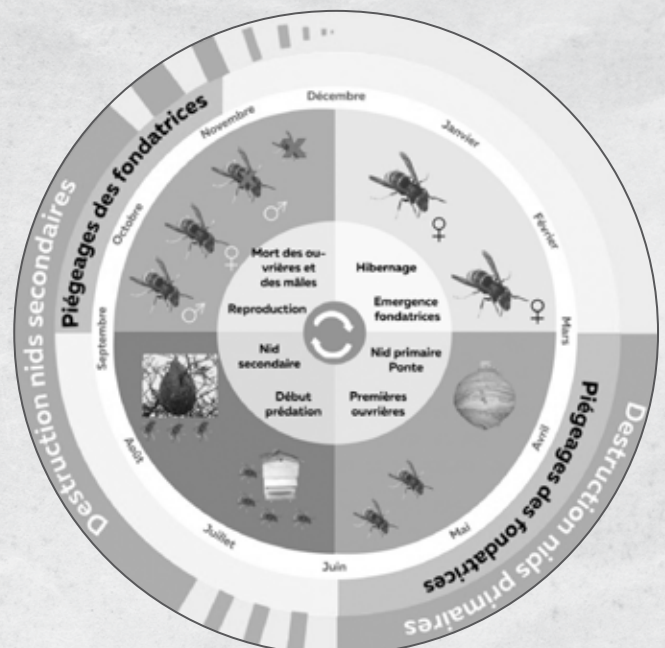 Décembre
Janvier
Février
Mars
Avril
Mai
Juin
Juillet
Août
Septembre
Octobre
Novembre
Piégeages des fondatrices
Destruction nids primaires
Destruction nids secondaires
Piégeages des fondatrices
Hibernage
Emergence
fondatrices
Nid primaire
Ponte
Premières
ouvrières
Début
prédation
Nid
secondaire
Reproduction
Mort des ou-
vrières et
des mâles